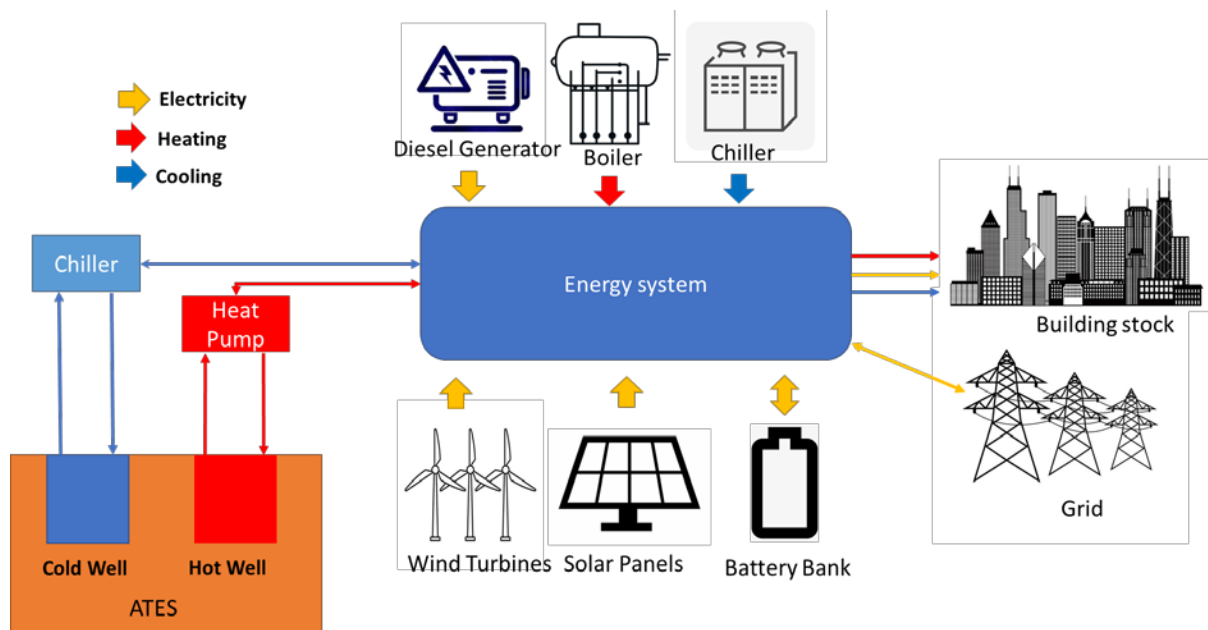 Electricity
Heating
Cooling
Diesel Generator
Boiler
Chiller
Chiller
Heat
Pump
Energy system
Building stock
Grid
Wind Turbines
Solar Panels
Battery Bank
Cold Well
Hot Well
ATES